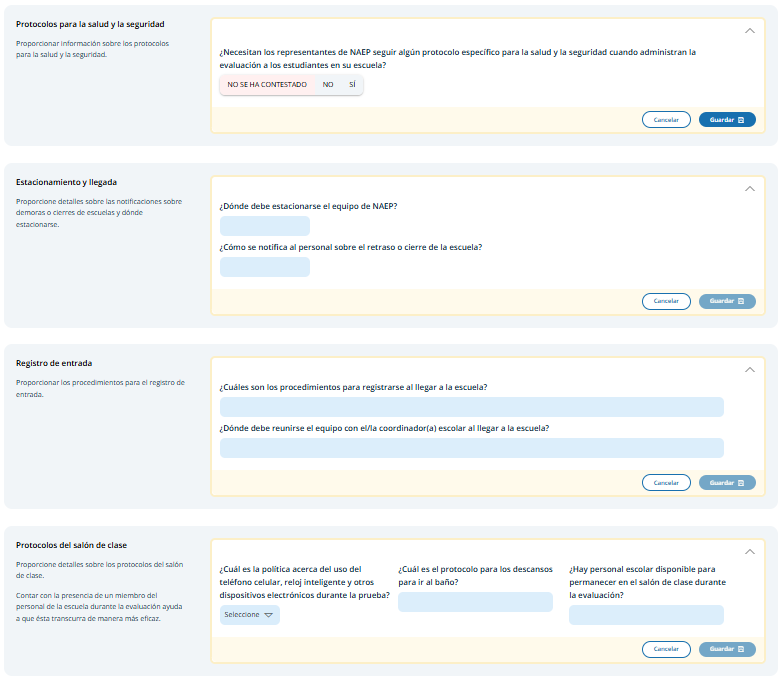 Protocolos para la salud y la seguridad
Proporcionar información sobre los protocolos
para la salud y la seguridad.
¿Necesitan los representantes de NAEP seguir algún protocolo específico para la salud y la seguridad cuando administran la
evaluación a los estudiantes en su escuela?
NO SE HA CONTESTADO NO SÍ
Cancelar Guardar
Estacionamiento y llegada
Proporcione detalles sobre las notificaciones sobre
demoras o cierres de escuelas y dónde
estacionarse.
¿Dónde debe estacionarse el equipo de NAEP?
¿Cómo se notifica al personal sobre el retraso o cierre de la escuela?
Cancelar Guardar
Registro de entrada
Proporcionar los procedimientos para el registro de
entrada.
¿Cuáles son los procedimientos para registrarse al llegar a la escuela?
¿Dónde debe reunirse el equipo con el/la coordinador(a) escolar al llegar a la escuela?
Cancelar Guardar
Protocolos del salón de clase
Proporcione detalles sobre los protocolos del salón
de clase.
Contar con la presencia de un miembro del
personal de la escuela durante la evaluación ayuda
a que ésta transcurra de manera más eficaz.
¿Cuál es la política acerca del uso del
teléfono celular, reloj inteligente y otros
dispositivos electrónicos durante la prueba?
Seleccione
¿Cuál es el protocolo para los descansos
para ir al baño?
¿Hay personal escolar disponible para
permanecer en el salón de clase durante
la evaluación?
Cancelar Guardar